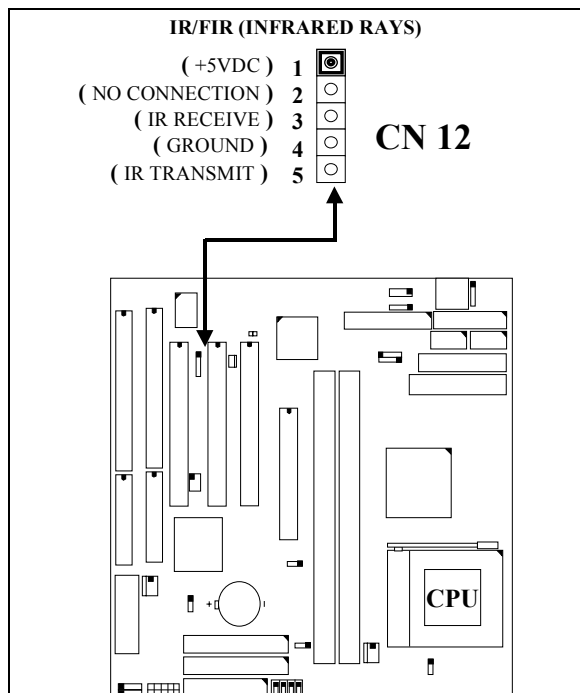 IR/FIR (INFRARED RAYS)
( +5VDC ) 1
( NO CONNECTION ) 2
( IR RECEIVE ) 3
( GROUND ) 4
( IR TRANSMIT ) 5
CN 12
+ -
CPU